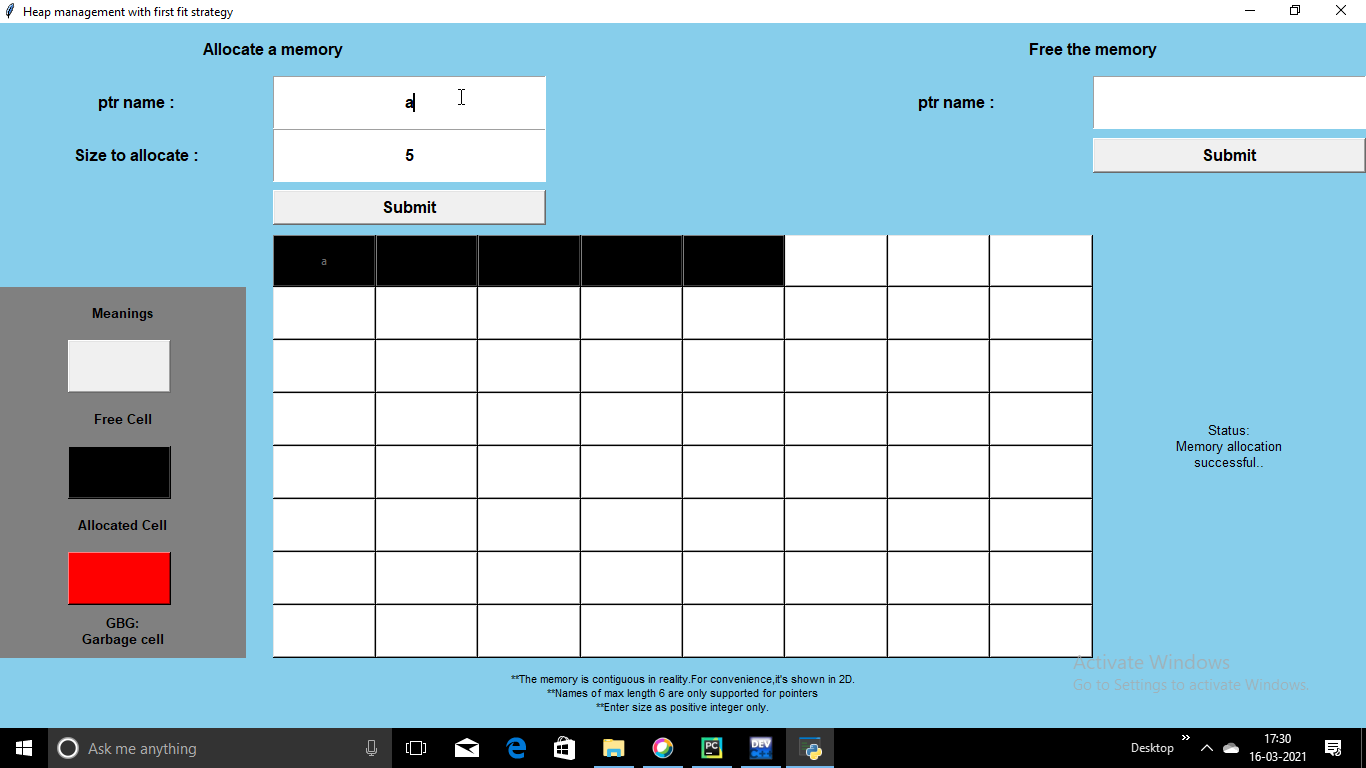 Heap management with first fit strategy
Allocate a memory
Free the memory
ptr name :
a
ptr name :
Size to allocate :
5
Submit
Submit
a
Meanings
Free Cell
Allocated Cell
GBG:
Garbage cell
Status:
Memory allocation
successful..
**The memory is contiguous in reality.For convenience,it's shown in 2D.
**Names of max length 6 are only supported for pointers
**Enter size as positive integer only.
Activate Windows
Go to Settings to activate Windows.
Ask me anything
PC
DEV
Desktop
17:30
16-03-2021